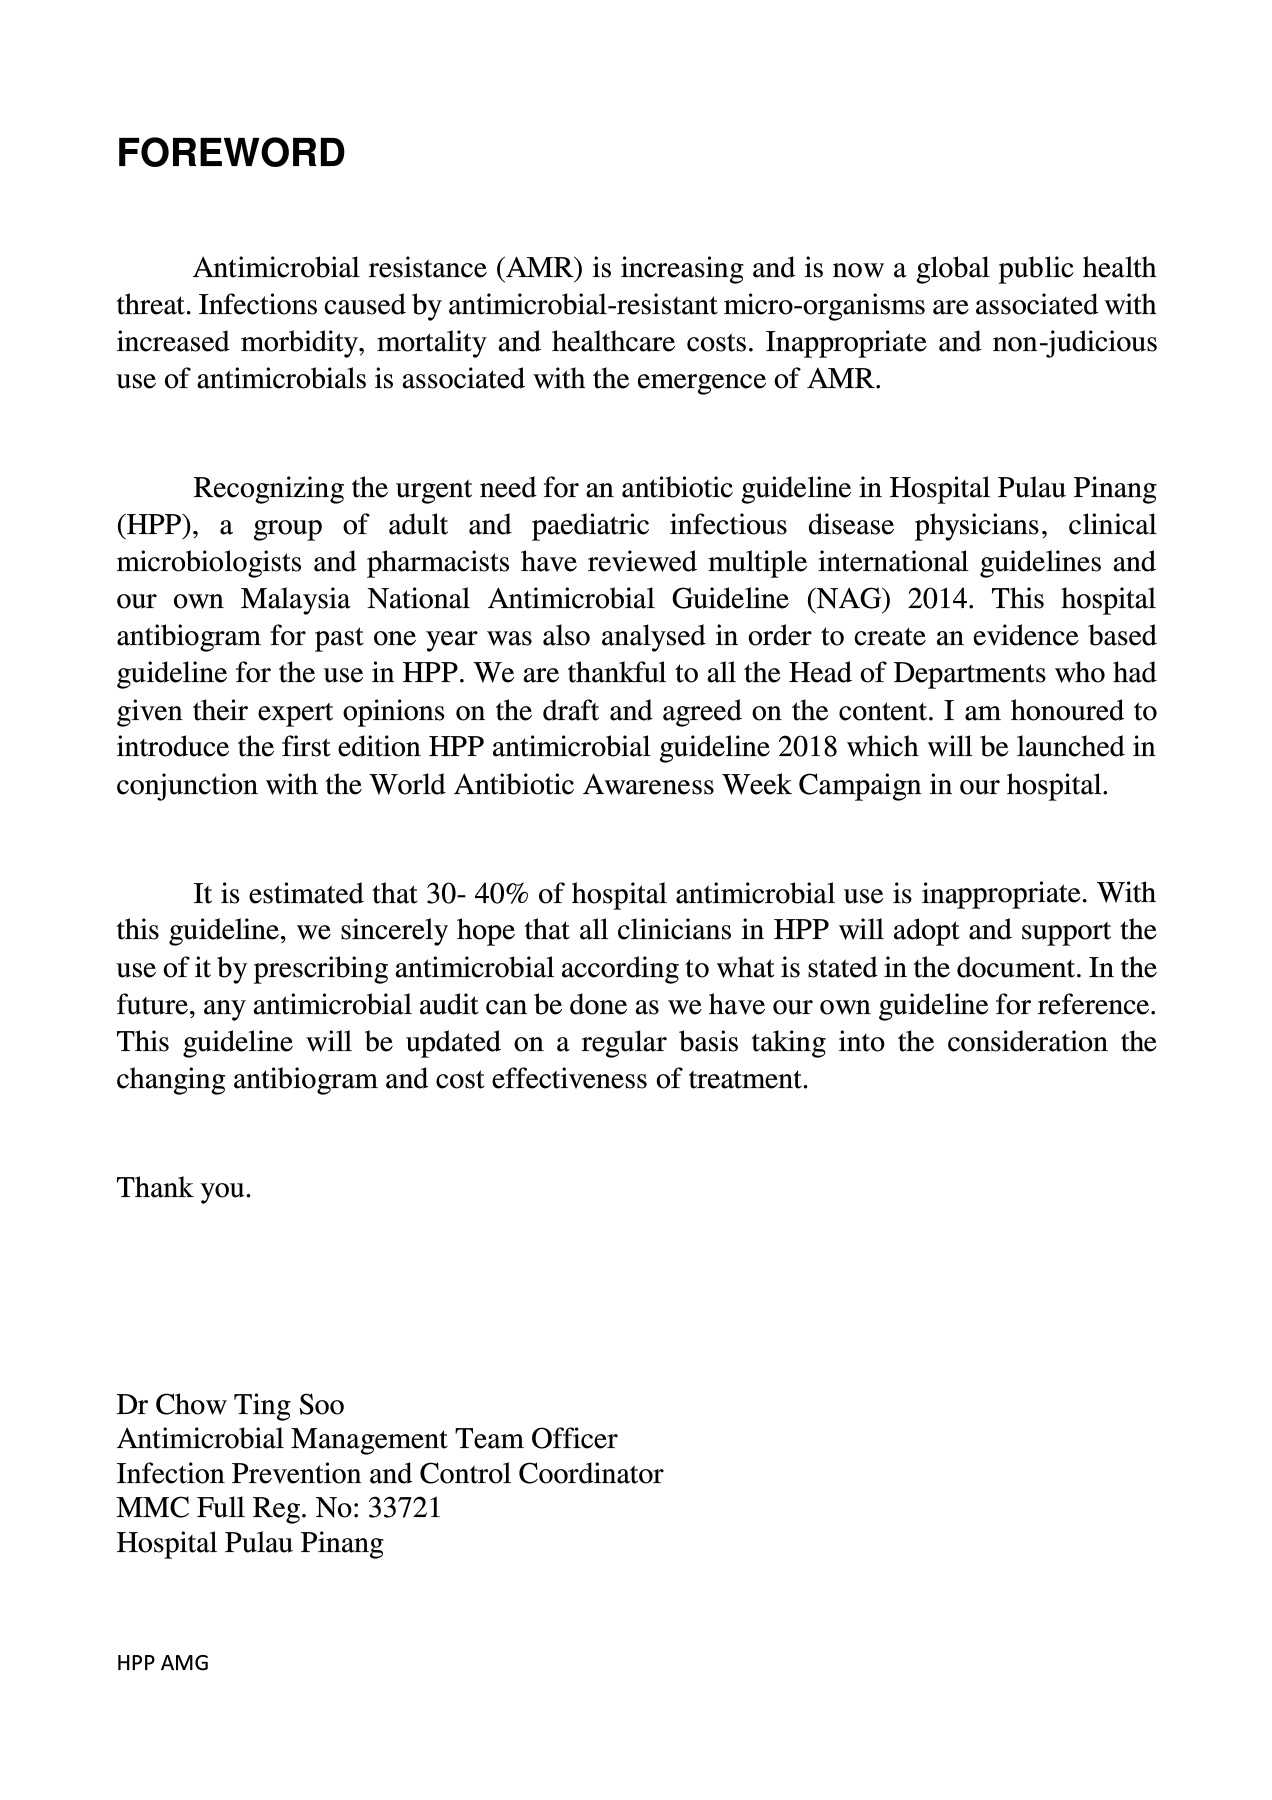 FOREWORD
Antimicrobial resistance (AMR) is increasing and is now a global public health
threat. Infections caused by antimicrobial-resistant micro-organisms are associated with
increased morbidity, mortality and healthcare costs. Inappropriate and non-judicious
use of antimicrobials is associated with the emergence of AMR.
Recognizing the urgent need for an antibiotic guideline in Hospital Pulau Pinang
(HPP), a group of adult and paediatric infectious disease physicians, clinical
microbiologists and pharmacists have reviewed multiple international guidelines and
our own Malaysia National Antimicrobial Guideline (NAG) 2014. This hospital
antibiogram for past one year was also analysed in order to create an evidence based
guideline for the use in HPP. We are thankful to all the Head of Departments who had
given their expert opinions on the draft and agreed on the content. I am honoured to
introduce the first edition HPP antimicrobial guideline 2018 which will be launched in
conjunction with the World Antibiotic Awareness Week Campaign in our hospital.
It is estimated that 30- 40% of hospital antimicrobial use is inappropriate. With
this guideline, we sincerely hope that all clinicians in HPP will adopt and support the
use of it by prescribing antimicrobial according to what is stated in the document. In the
future, any antimicrobial audit can be done as we have our own guideline for reference.
This guideline will be updated on a regular basis taking into the consideration the
changing antibiogram and cost effectiveness of treatment.
Thank you.
Dr Chow Ting Soo
Antimicrobial Management Team Officer
Infection Prevention and Control Coordinator
MMC Full Reg. No: 33721
Hospital Pulau Pinang
HPP AMG